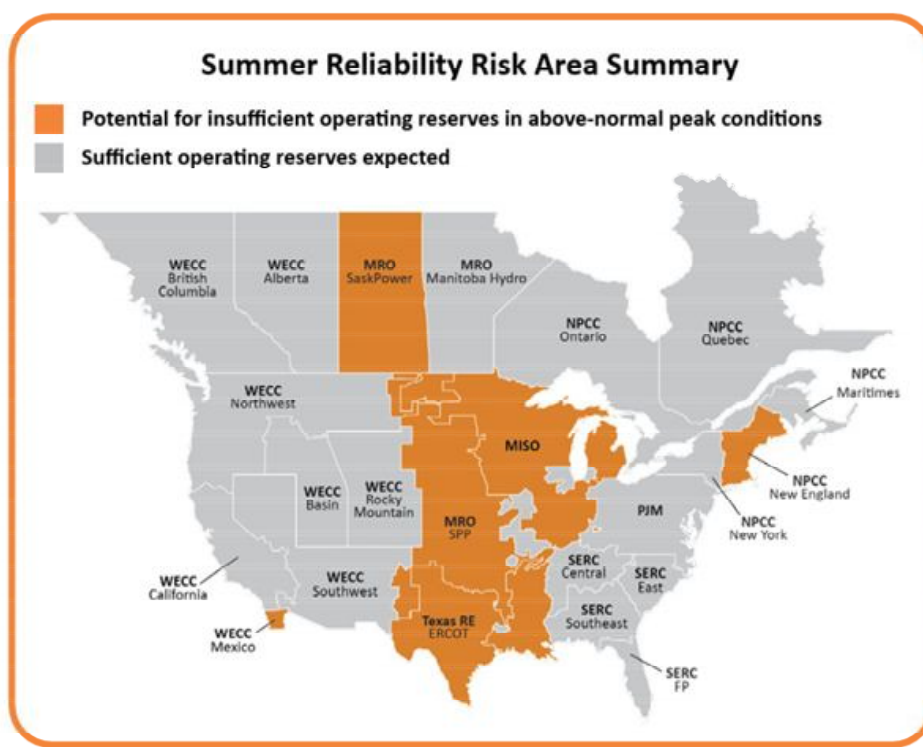 Summer Reliability Risk Area Summary
Potential for insufficient operating reserves in above-normal peak conditions
Sufficient operating reserves expected
WECC
British
Columbia
WECC
Alberta
MRO
SaskPower
MRO
Manitoba Hydro
NPCC
Ontario
NPCC
Quebec
NPCC
Maritimes
WECC
Northwest
MISO
NPCC
New England
WECC
Basin
WECC
Rocky
Mountain
MRO
SPP
PJM
NPCC
New York
WECC
California
WECC
Southwest
SERC
Central
SERC
East
WECC
Mexico
Texas RE
ERCOT
SERC
Southeast
SERC
FP